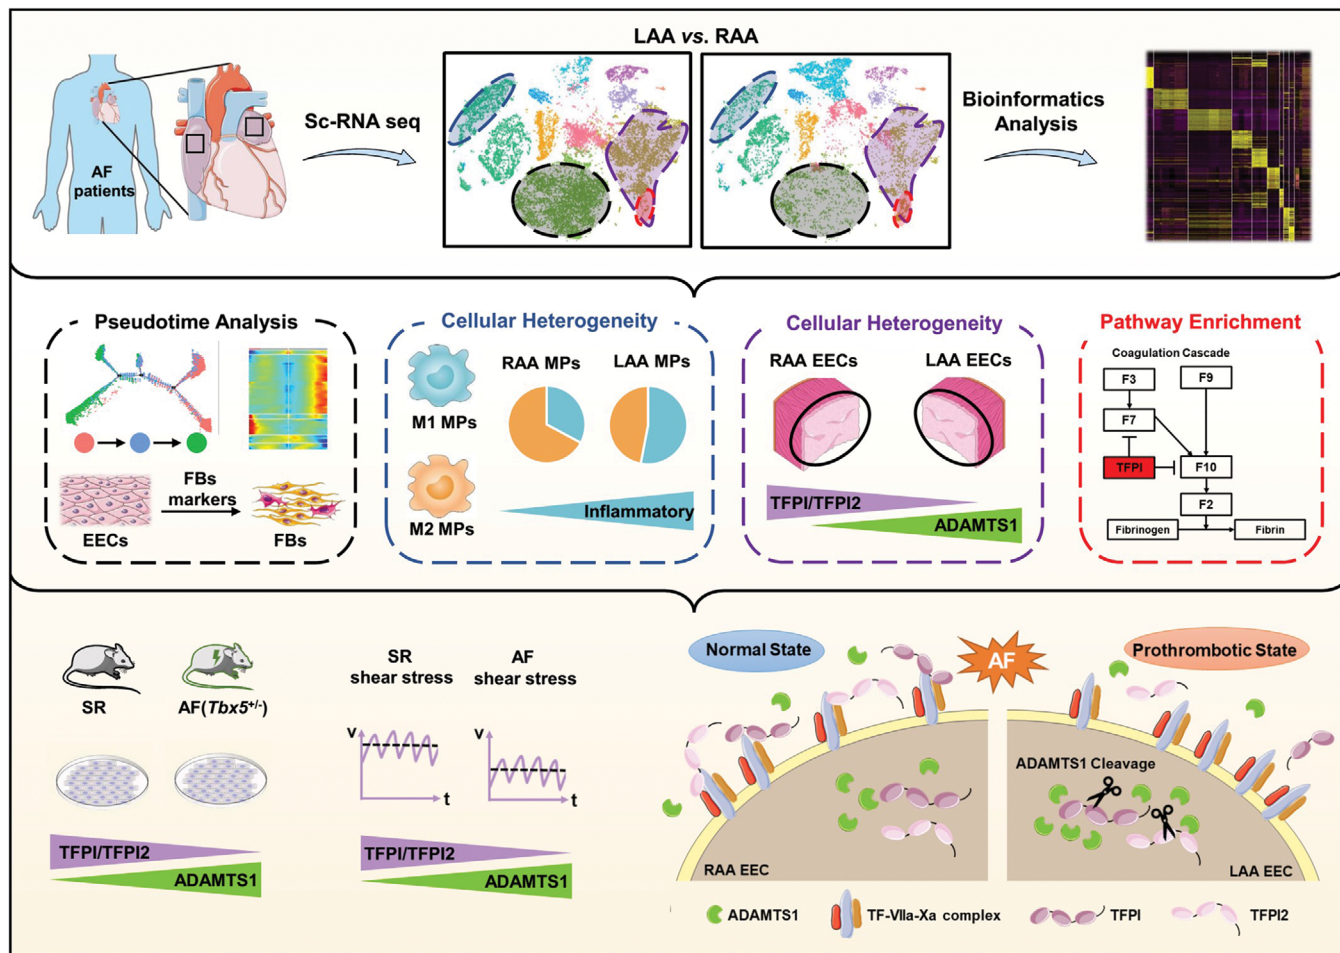 LAA vs. RAA
AF
patients
Sc-RNA seq
Bioinformatics
Analysis
Pseudotime Analysis
EECs
FBs
markers
FBs
Cellular Heterogeneity
M1 MPs
M2 MPs
RAA MPs
LAA MPs
Inflammatory
Cellular Heterogeneity
RAA EECs
LAA EECs
TFPI/TFPI2
ADAMTS1
Pathway Enrichment
Coagulation Cascade
F3
F9
F7
TFPI
F10
F2
Fibrinogen
Fibrin
SR
AF(Tbx5+/-)
TFPI/TFPI2
ADAMTS1
SR
shear stress
AF
shear stress
v
t
v
t
TFPI/TFPI2
ADAMTS1
Normal State
AF
Prothrombotic State
ADAMTS1 Cleavage
RAA EEC
LAA EEC
ADAMTS1
TF-VIIa-Xa complex
TFPI
TFPI2